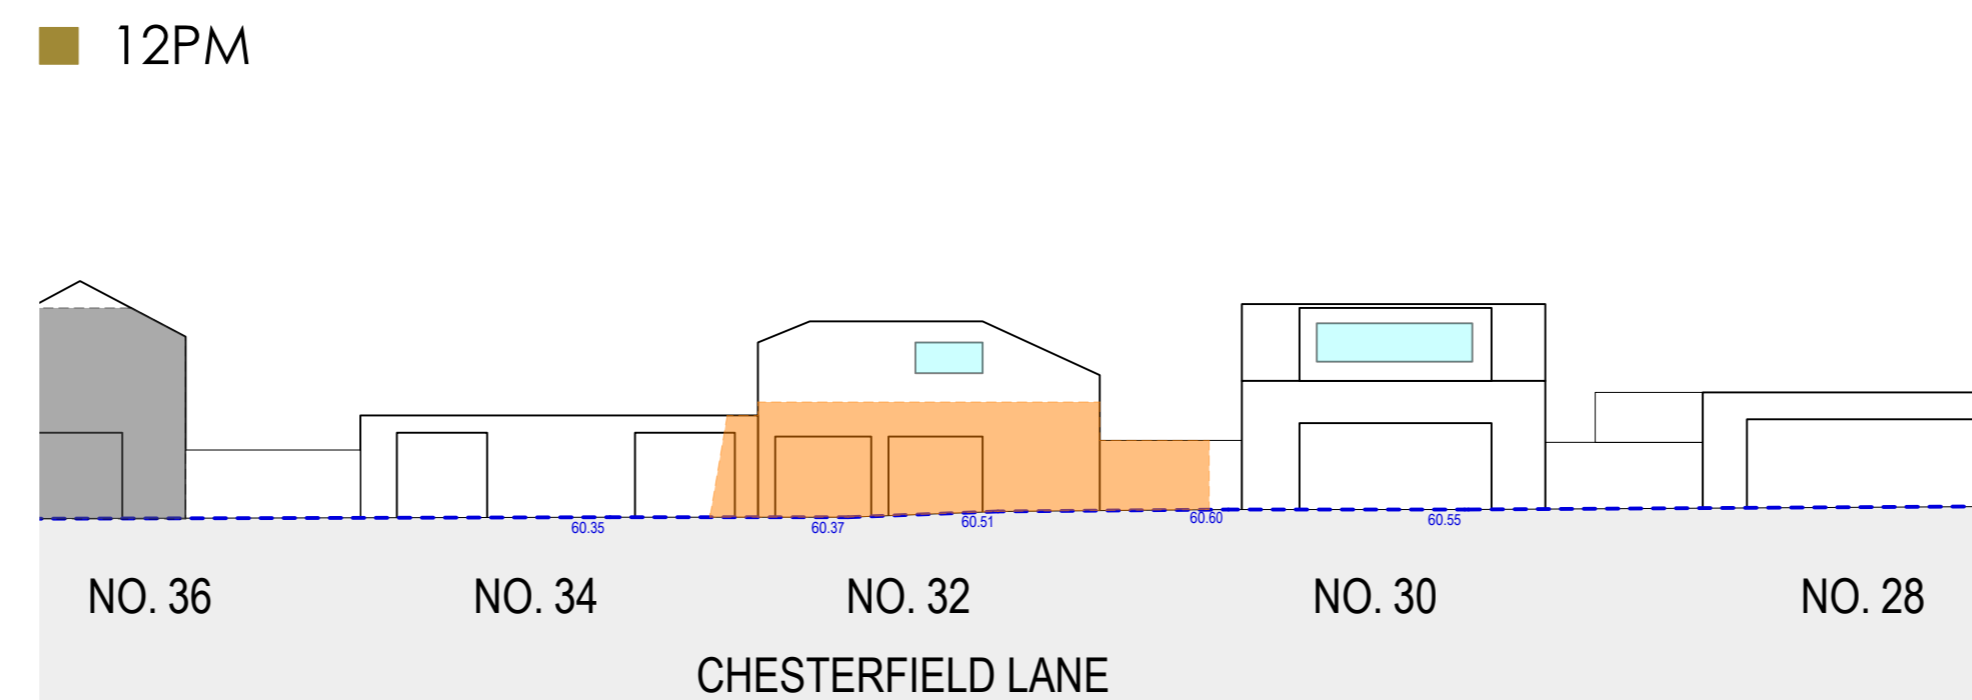 12PM
60.35 60.37 60.51 60.60 60.55
NO. 36 NO. 34 NO. 32 NO. 30 NO. 28
CHESTERFIELD LANE